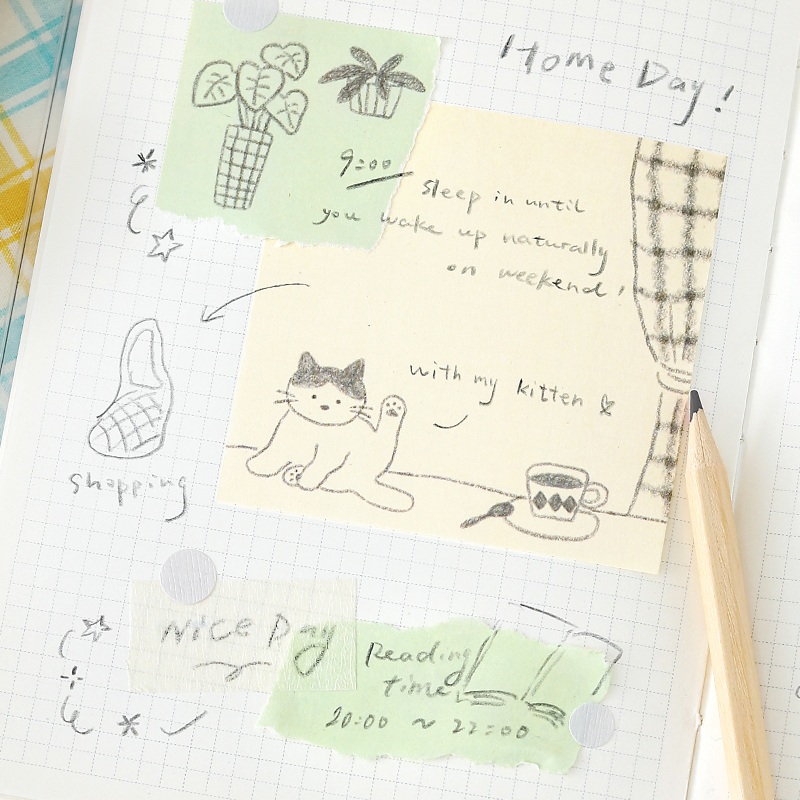 Home Day!
9:00 Sleep in until
you wake up naturally
on weekend!
with my kitten
shopping
Nice Day
Reading
time
20:00 ~ 22:00